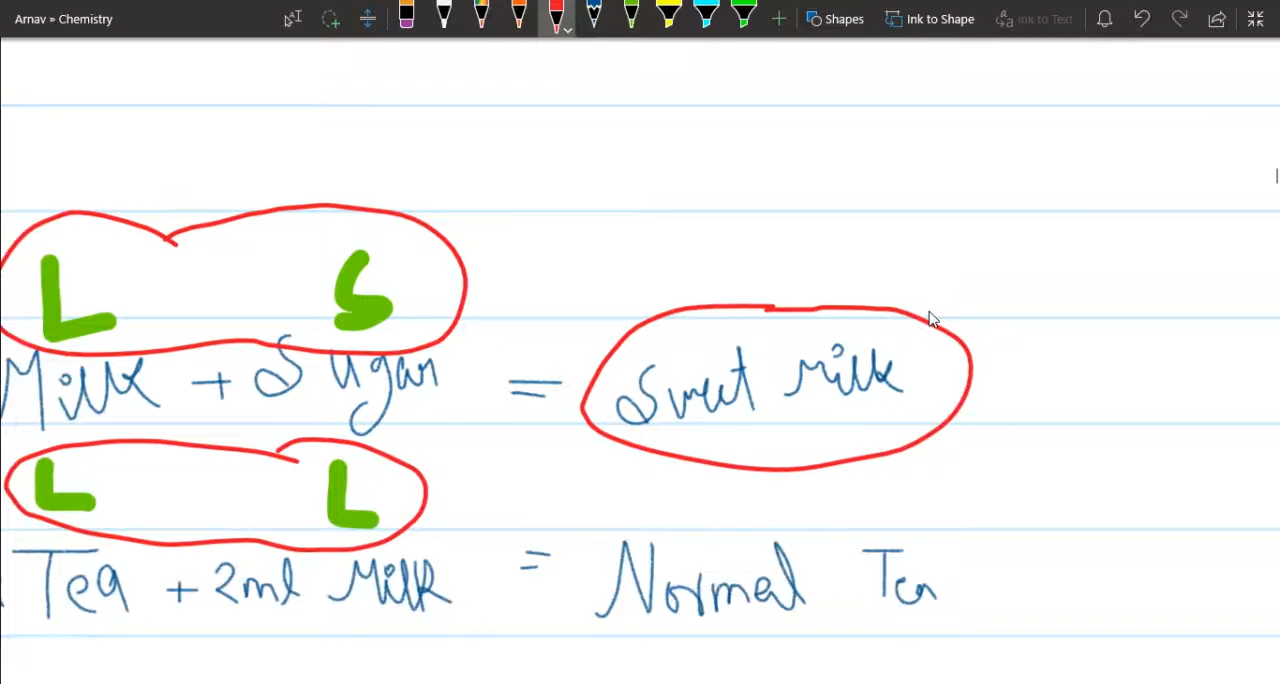 Arnav » Chemistry
Shapes Ink to Shape Ink to Text
L S
Milk + Sugar = Sweet Milk
L L
Tea + 2ml Milk = Normal Tea